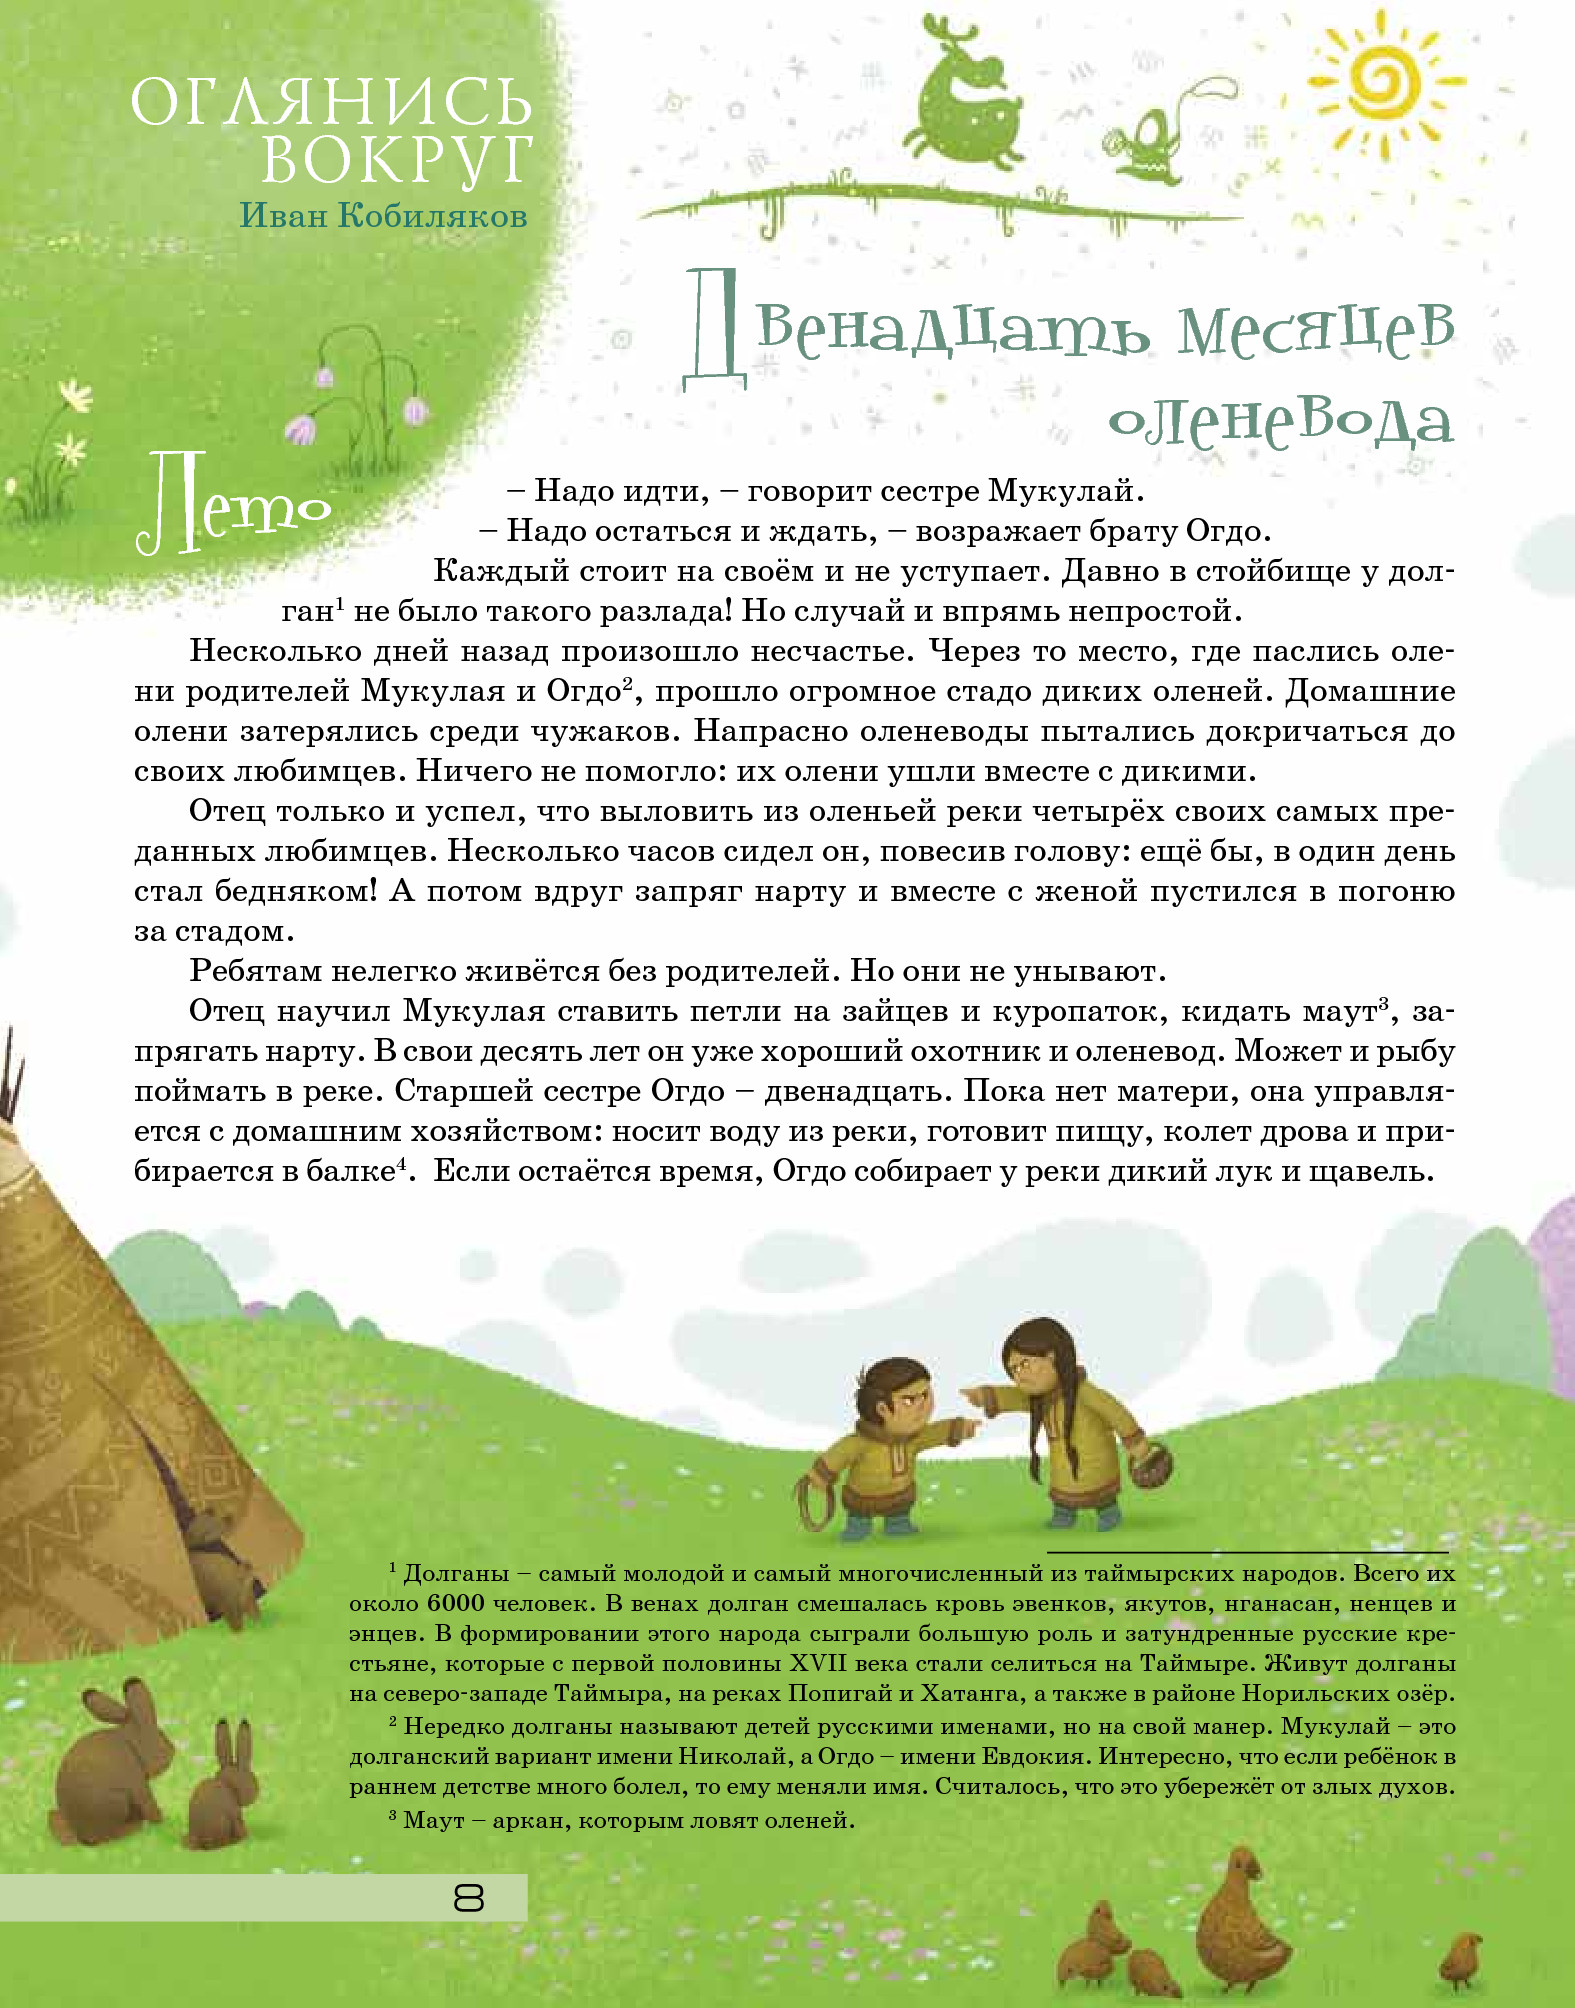 ОГЛЯНИСЬ
ВОКРУГ
Иван Кобиляков
Двенадцать месяцев
оленевода
Лето
– Надо идти, – говорит сестре Мукулай.
– Надо остаться и ждать, – возражает брату Огдо.
Каждый стоит на своём и не уступает. Давно в стойбище у дол-
ган¹ не было такого разлада! Но случай и впрямь непростой.
Несколько дней назад произошло несчастье. Через то место, где паслись оле-
ни родителей Мукулая и Огдо², прошло огромное стадо диких оленей. Домашние
олени затерялись среди чужаков. Напрасно оленеводы пытались докричаться до
своих любимцев. Ничего не помогло: их олени ушли вместе с дикими.
Отец только и успел, что выловить из оленьей реки четырёх своих самых пре-
данных любимцев. Несколько часов сидел он, повесив голову: ещё бы, в один день
стал бедняком! А потом вдруг запряг нарту и вместе с женой пустился в погоню
за стадом.
Ребятам нелегко живётся без родителей. Но они не унывают.
Отец научил Мукулая ставить петли на зайцев и куропаток, кидать маут³, за-
прягать нарту. В свои десять лет он уже хороший охотник и оленевод. Может и рыбу
поймать в реке. Старшей сестре Огдо – двенадцать. Пока нет матери, она управля-
ется с домашним хозяйством: носит воду из реки, готовит пищу, колет дрова и при-
бирается в балке⁴. Если остаётся время, Огдо собирает у реки дикий лук и щавель.
¹ Долганы – самый молодой и самый многочисленный из таймырских народов. Всего их
около 6000 человек. В венах долган смешалась кровь эвенков, якутов, нганасан, ненцев и
энцев. В формировании этого народа сыграли большую роль и затундренные русские кре-
стьяне, которые с первой половины XVII века стали селиться на Таймыре. Живут долганы
на северо-западе Таймыра, на реках Попигай и Хатанга, а также в районе Норильских озёр.
² Нередко долганы называют детей русскими именами, но на свой манер. Мукулай – это
долганский вариант имени Николай, а Огдо – имени Евдокия. Интересно, что если ребёнок в
раннем детстве много болел, то ему меняли имя. Считалось, что это убережёт от злых духов.
³ Маут – аркан, которым ловят оленей.
8